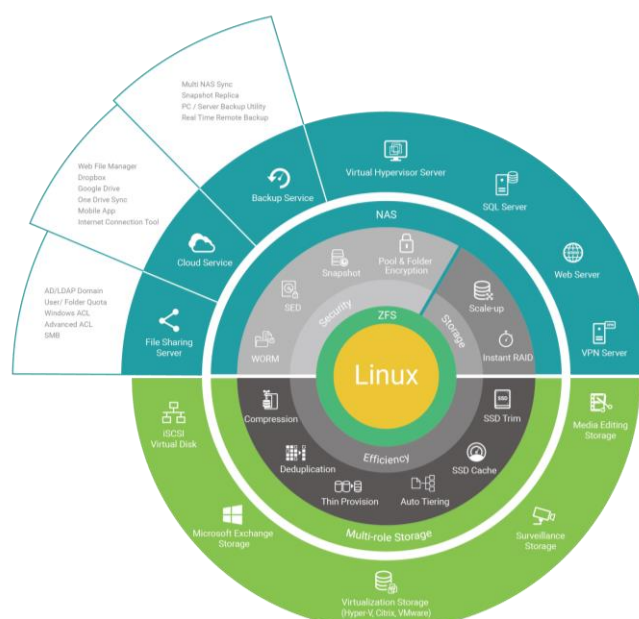 Multi NAS Sync
Snapshot Replica
PC / Server Backup Utility
Real Time Remote Backup
Web File Manager
Dropbox
Google Drive
One Drive Sync
Mobile App
Internet Connection Tool
AD/LDAP Domain
User/ Folder Quota
Windows ACL
Advanced ACL
SMB
Backup Service
Cloud Service
File Sharing
Server
Virtual Hypervisor Server
SQL Server
Web Server
VPN
VPN Server
NAS
Snapshot
Pool & Folder
Encryption
SED
WORM
Security
Scale-up
Instant RAID
Storage
ZFS
Linux
Compression
Deduplication
Thin Provision
Auto Tiering
SSD Cache
SSD
SSD Trim
Efficiency
Multi-role Storage
iSCSI
Virtual Disk
Microsoft Exchange
Storage
Virtualization Storage
(Hyper-V, Citrix, VMware)
Surveillance
Storage
Media Editing
Storage